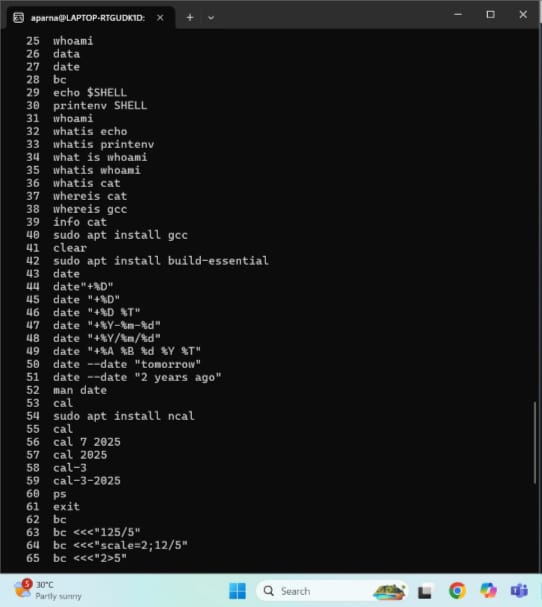 aparna@LAPTOP-RTGUDK1D:
25 whoami
26 data
27 date
28 bc
29 echo $SHELL
30 printenv SHELL
31 whoami
32 whatis echo
33 whatis printenv
34 what is whoami
35 whatis whoami
36 whatis cat
37 whereis cat
38 whereis gcc
39 info cat
40 sudo apt install gcc
41 clear
42 sudo apt install build-essential
43 date
44 date"+%D"
45 date "+%D"
46 date "+%D %T"
47 date "+%Y-%m-%d"
48 date "+%Y/%m/%d"
49 date "+%A %B %d %Y %T"
50 date --date "tomorrow"
51 date --date "2 years ago"
52 man date
53 cal
54 sudo apt install ncal
55 cal
56 cal 7 2025
57 cal 2025
58 cal-3
59 cal-3-2025
60 ps
61 exit
62 bc
63 bc <<<"125/5"
64 bc <<<"scale=2;12/5"
65 bc <<<"2>5"
5
30°C
Partly sunny
Search